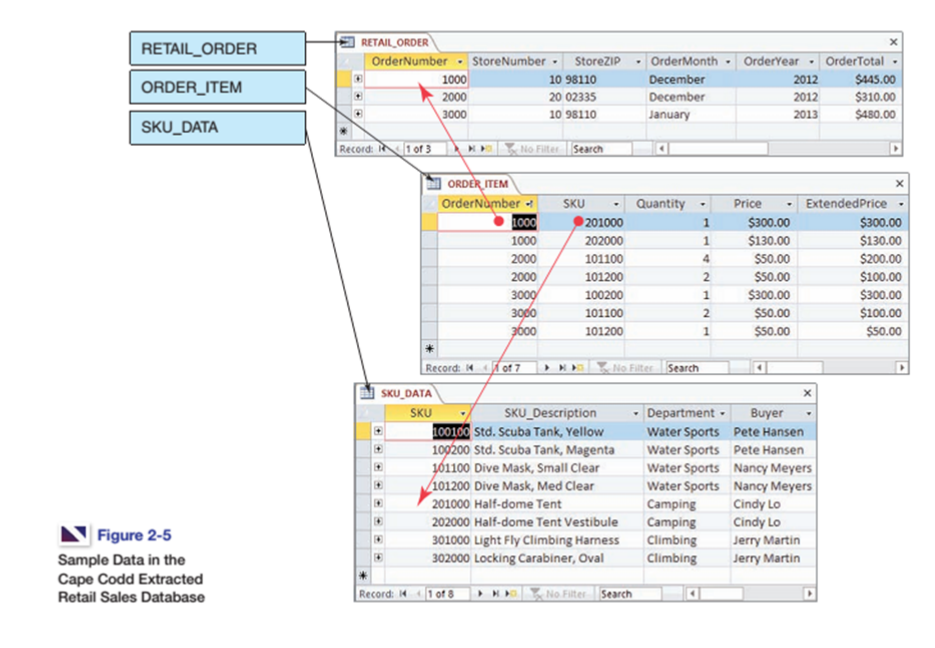 RETAIL_ORDER
ORDER_ITEM
SKU_DATA
RETAIL_ORDER
OrderNumber StoreNumber StoreZIP OrderMonth OrderYear OrderTotal
1000 10 98110 December 2012 $445.00
2000 20 02335 December 2012 $310.00
3000 10 98110 January 2013 $480.00
Record: 1 of 3 No Filter Search
ORDER_ITEM
OrderNumber SKU Quantity Price ExtendedPrice
1000 201000 1 $300.00 $300.00
1000 202000 1 $130.00 $130.00
2000 101100 4 $50.00 $200.00
2000 101200 2 $50.00 $100.00
3000 100200 1 $300.00 $300.00
3000 101100 2 $50.00 $100.00
3000 101200 1 $50.00 $50.00
Record: 1 of 7 No Filter Search
SKU_DATA
SKU SKU_Description Department Buyer
100100 Std. Scuba Tank, Yellow Water Sports Pete Hansen
100200 Std. Scuba Tank, Magenta Water Sports Pete Hansen
101100 Dive Mask, Small Clear Water Sports Nancy Meyers
101200 Dive Mask, Med Clear Water Sports Nancy Meyers
201000 Half-dome Tent Camping Cindy Lo
202000 Half-dome Tent Vestibule Camping Cindy Lo
301000 Light Fly Climbing Harness Climbing Jerry Martin
302000 Locking Carabiner, Oval Climbing Jerry Martin
Record: 1 of 8 No Filter Search
Figure 2-5
Sample Data in the
Cape Codd Extracted
Retail Sales Database